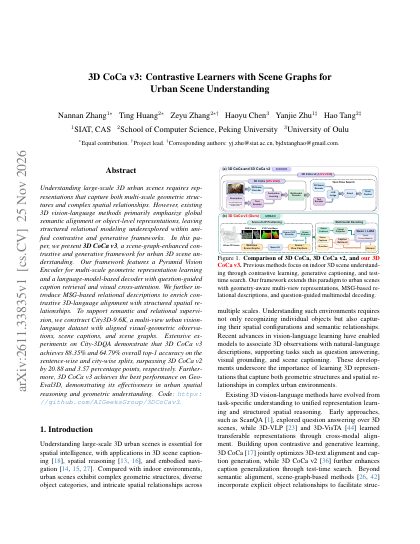 arXiv:2611.33835v1 [cs.CV] 25 Nov 2026
3D CoCa v3: Contrastive Learners with Scene Graphs for
Urban Scene Understanding
Nannan Zhang1* Ting Huang2* Zeyu Zhang2*† Haoyu Chen3 Yanjie Zhu1‡ Hao Tang2‡
1SIAT, CAS 2School of Computer Science, Peking University 3University of Oulu
*Equal contribution. †Project lead. ‡Corresponding authors: yj.zhu@siat.ac.cn, bjdxtanghao@gmail.com.
Abstract
Understanding large-scale 3D urban scenes requires rep-
resentations that capture both multi-scale geometric struc-
tures and complex spatial relationships. However, existing
3D vision-language methods primarily emphasize global
semantic alignment or object-level representations, leav-
ing structured relational modeling underexplored within
unified contrastive and generative frameworks. In this pa-
per, we present 3D CoCa v3, a scene-graph-enhanced con-
trastive and generative framework for urban 3D scene un-
derstanding. Our framework features a Pyramid Vision
Encoder for multi-scale geometric representation learning
and a language-model-based decoder with question-guided
caption retrieval and visual cross-attention. We further in-
troduce MSG-based relational descriptions to enrich con-
trastive 3D-language alignment with structured spatial re-
lationships. To support semantic and relational supervi-
sion, we construct City3D-9.6K, a multi-view urban vision-
language dataset with aligned visual-geometric observa-
tions, scene captions, and scene graphs. Extensive ex-
periments on City-3DQA demonstrate that 3D CoCa v3
achieves 88.35% and 64.79% overall top-1 accuracy on the
sentence-wise and city-wise splits, surpassing 3D CoCa v2
by 20.88 and 3.57 percentage points, respectively. Further-
more, 3D CoCa v3 achieves the best performance on Geo-
Eval3D, demonstrating its effectiveness in urban spatial
reasoning and geometric understanding. Code: https:
//github.com/AIGeeksGroup/3DCoCav3.
1. Introduction
Understanding large-scale 3D urban scenes is essential for
spatial intelligence, with applications in 3D scene caption-
ing [18], spatial reasoning [13, 16], and embodied navi-
gation [14, 15, 27]. Compared with indoor environments,
urban scenes exhibit complex geometric structures, diverse
object categories, and intricate spatial relationships across
Figure 1. Comparison of 3D CoCa, 3D CoCa v2, and our 3D
CoCa v3. Previous methods focus on indoor 3D scene understand-
ing through contrastive learning, generative captioning, and test-
time search. Our framework extends this paradigm to urban scenes
with geometry-aware multi-view representations, MSG-based re-
lational descriptions, and question-guided multimodal decoding.
multiple scales. Understanding such environments requires
not only recognizing individual objects but also captur-
ing their spatial configurations and semantic relationships.
Recent advances in vision-language learning have enabled
models to associate 3D observations with natural-language
descriptions, supporting tasks such as question answering,
visual grounding, and scene captioning. These develop-
ments underscore the importance of learning 3D representa-
tions that capture both geometric structures and spatial re-
lationships in complex urban environments.
Existing 3D vision-language methods have evolved from
task-specific understanding to unified representation learn-
ing and structured spatial reasoning. Early approaches,
such as ScanQA [1], explored question answering over 3D
scenes, while 3D-VLP [23] and 3D-VisTA [44] learned
transferable representations through cross-modal align-
ment. Building upon contrastive and generative learning,
3D CoCa [17] jointly optimizes 3D-text alignment and cap-
tion generation, while 3D CoCa v2 [36] further enhances
caption generalization through test-time search. Beyond
semantic alignment, scene-graph-based methods [26, 42]
incorporate explicit object relationships to facilitate struc-